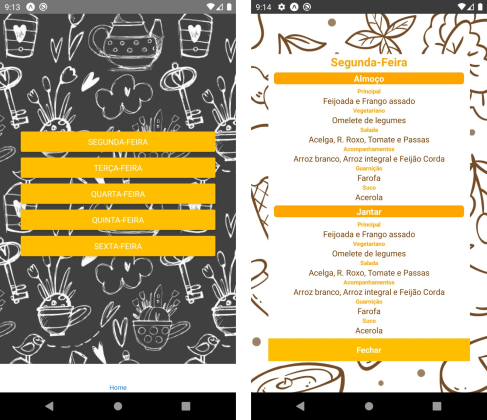 9:13
SEGUNDA-FEIRA
TERÇA-FEIRA
QUARTA-FEIRA
QUINTA-FEIRA
SEXTA-FEIRA
Home
9:14
Segunda-Feira
Almoço
Principal
Feijoada e Frango assado
Vegetariano
Omelete de legumes
Salada
Acelga, R. Roxo, Tomate e Passas
Acompanhamentos
Arroz branco, Arroz integral e Feijão Corda
Guarnição
Farofa
Suco
Acerola
Jantar
Principal
Feijoada e Frango assado
Vegetariano
Omelete de legumes
Salada
Acelga, R. Roxo, Tomate e Passas
Acompanhamentos
Arroz branco, Arroz integral e Feijão Corda
Guarnição
Farofa
Suco
Acerola
Fechar